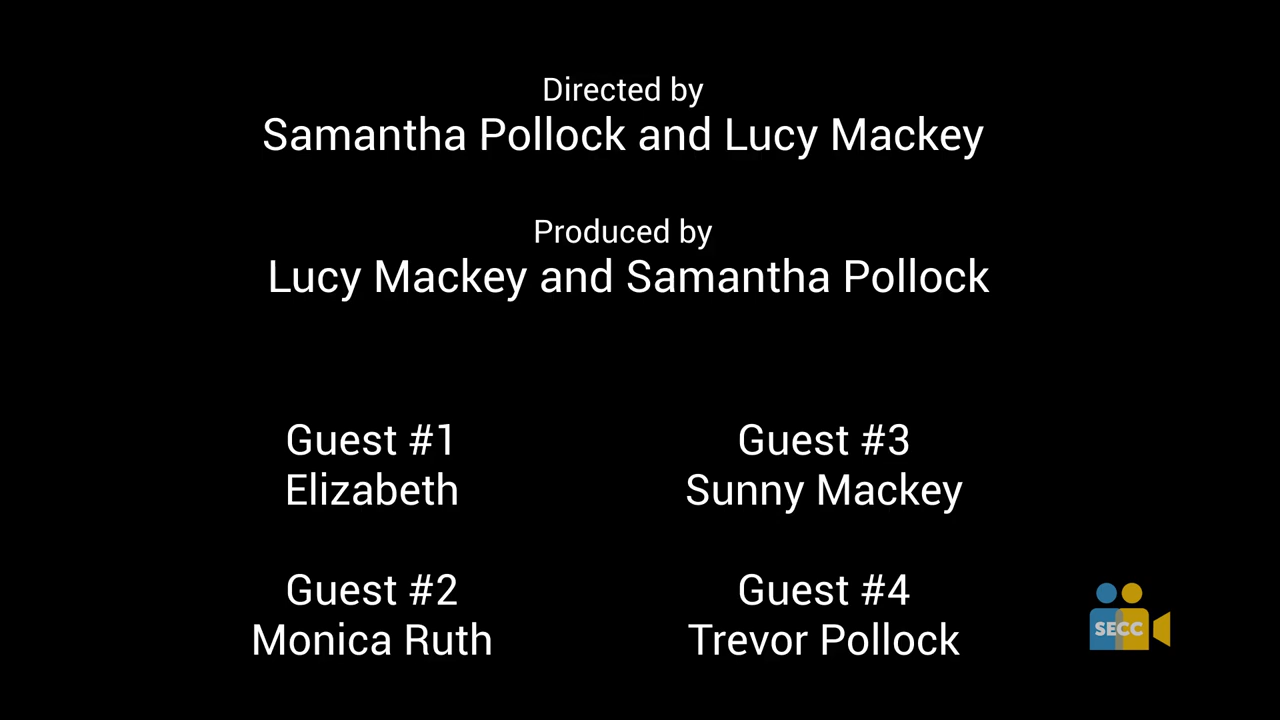 Directed by
Samantha Pollock and Lucy Mackey
Produced by
Lucy Mackey and Samantha Pollock
Guest #1
Elizabeth
Guest #2
Monica Ruth
Guest #3
Sunny Mackey
Guest #4
Trevor Pollock
SECC